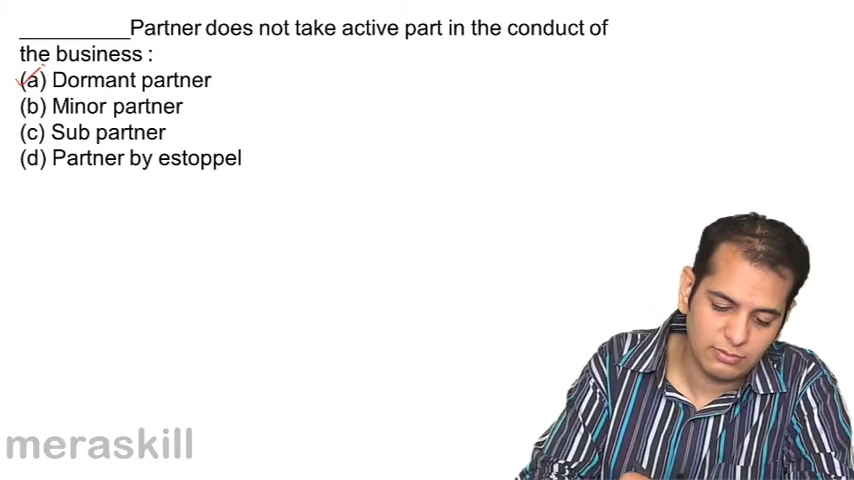 _________Partner does not take active part in the conduct of
the business :
(a) Dormant partner
(b) Minor partner
(c) Sub partner
(d) Partner by estoppel
meraskill